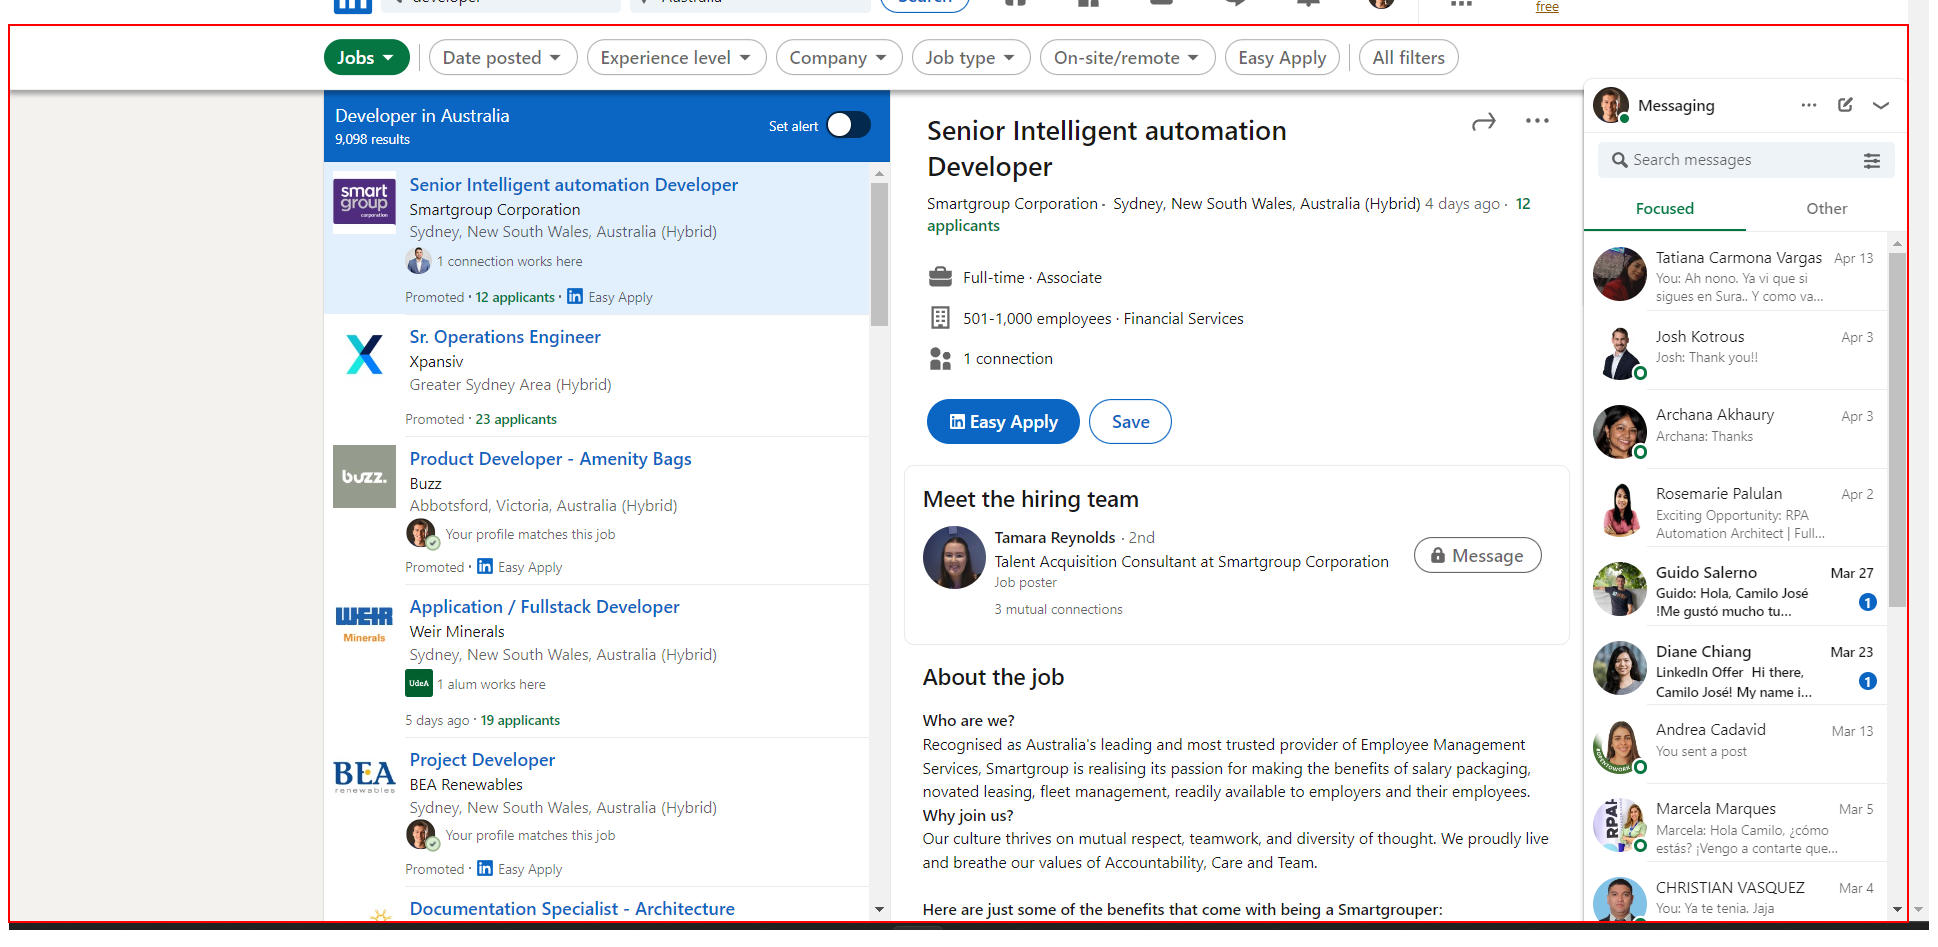 developer
Australia
Search
free
Jobs
Date posted
Experience level
Company
Job type
On-site/remote
Easy Apply
All filters
Developer in Australia
9,098 results
Set alert
smart
group
corporation
Senior Intelligent automation Developer
Smartgroup Corporation
Sydney, New South Wales, Australia (Hybrid)
1 connection works here
Promoted · 12 applicants · in Easy Apply
Sr. Operations Engineer
Xpansiv
Greater Sydney Area (Hybrid)
Promoted · 23 applicants
buzz.
Product Developer - Amenity Bags
Buzz
Abbotsford, Victoria, Australia (Hybrid)
Your profile matches this job
Promoted · in Easy Apply
WEIR
Minerals
Application / Fullstack Developer
Weir Minerals
Sydney, New South Wales, Australia (Hybrid)
UdeA
1 alum works here
5 days ago · 19 applicants
BEA
renewables
Project Developer
BEA Renewables
Sydney, New South Wales, Australia (Hybrid)
Your profile matches this job
Promoted · in Easy Apply
Documentation Specialist - Architecture
Senior Intelligent automation
Developer
Smartgroup Corporation · Sydney, New South Wales, Australia (Hybrid) 4 days ago · 12
applicants
Full-time · Associate
501-1,000 employees · Financial Services
1 connection
in Easy Apply
Save
Meet the hiring team
Tamara Reynolds · 2nd
Talent Acquisition Consultant at Smartgroup Corporation
Job poster
3 mutual connections
Message
About the job
Who are we?
Recognised as Australia's leading and most trusted provider of Employee Management
Services, Smartgroup is realising its passion for making the benefits of salary packaging,
novated leasing, fleet management, readily available to employers and their employees.
Why join us?
Our culture thrives on mutual respect, teamwork, and diversity of thought. We proudly live
and breathe our values of Accountability, Care and Team.
Here are just some of the benefits that come with being a Smartgrouper:
Messaging
Search messages
Focused
Other
Tatiana Carmona Vargas Apr 13
You: Ah nono. Ya vi que si
sigues en Sura.. Y como va...
Josh Kotrous Apr 3
Josh: Thank you!!
Archana Akhaury Apr 3
Archana: Thanks
Rosemarie Palulan Apr 2
Exciting Opportunity: RPA
Automation Architect | Full...
Guido Salerno Mar 27
Guido: Hola, Camilo José
!Me gustó mucho tu...
1
Diane Chiang Mar 23
LinkedIn Offer Hi there,
Camilo José! My name i...
1
Andrea Cadavid Mar 13
You sent a post
#OPENTOWORK
Marcela Marques Mar 5
Marcela: Hola Camilo, ¿cómo
estás? ¡Vengo a contarte que...
CHRISTIAN VASQUEZ Mar 4
You: Ya te tenia. Jaja